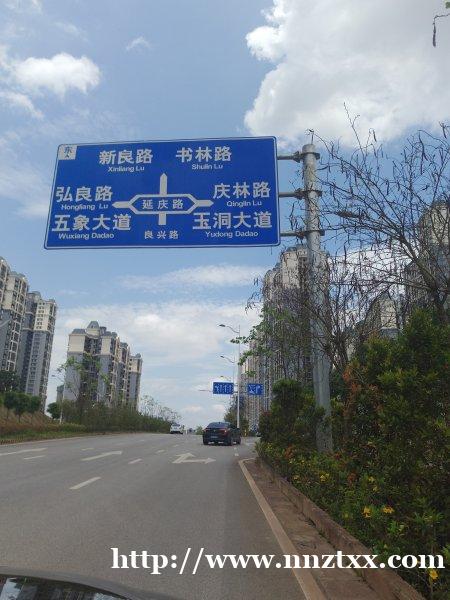 东
新良路 书林路
Xinliang Lu Shulin Lu
弘良路 延庆路 庆林路
Hongliang Lu Qinglin Lu
五象大道 良兴路 玉洞大道
Wuxiang Dadao Yudong Dadao
http://www.nnztxx.com